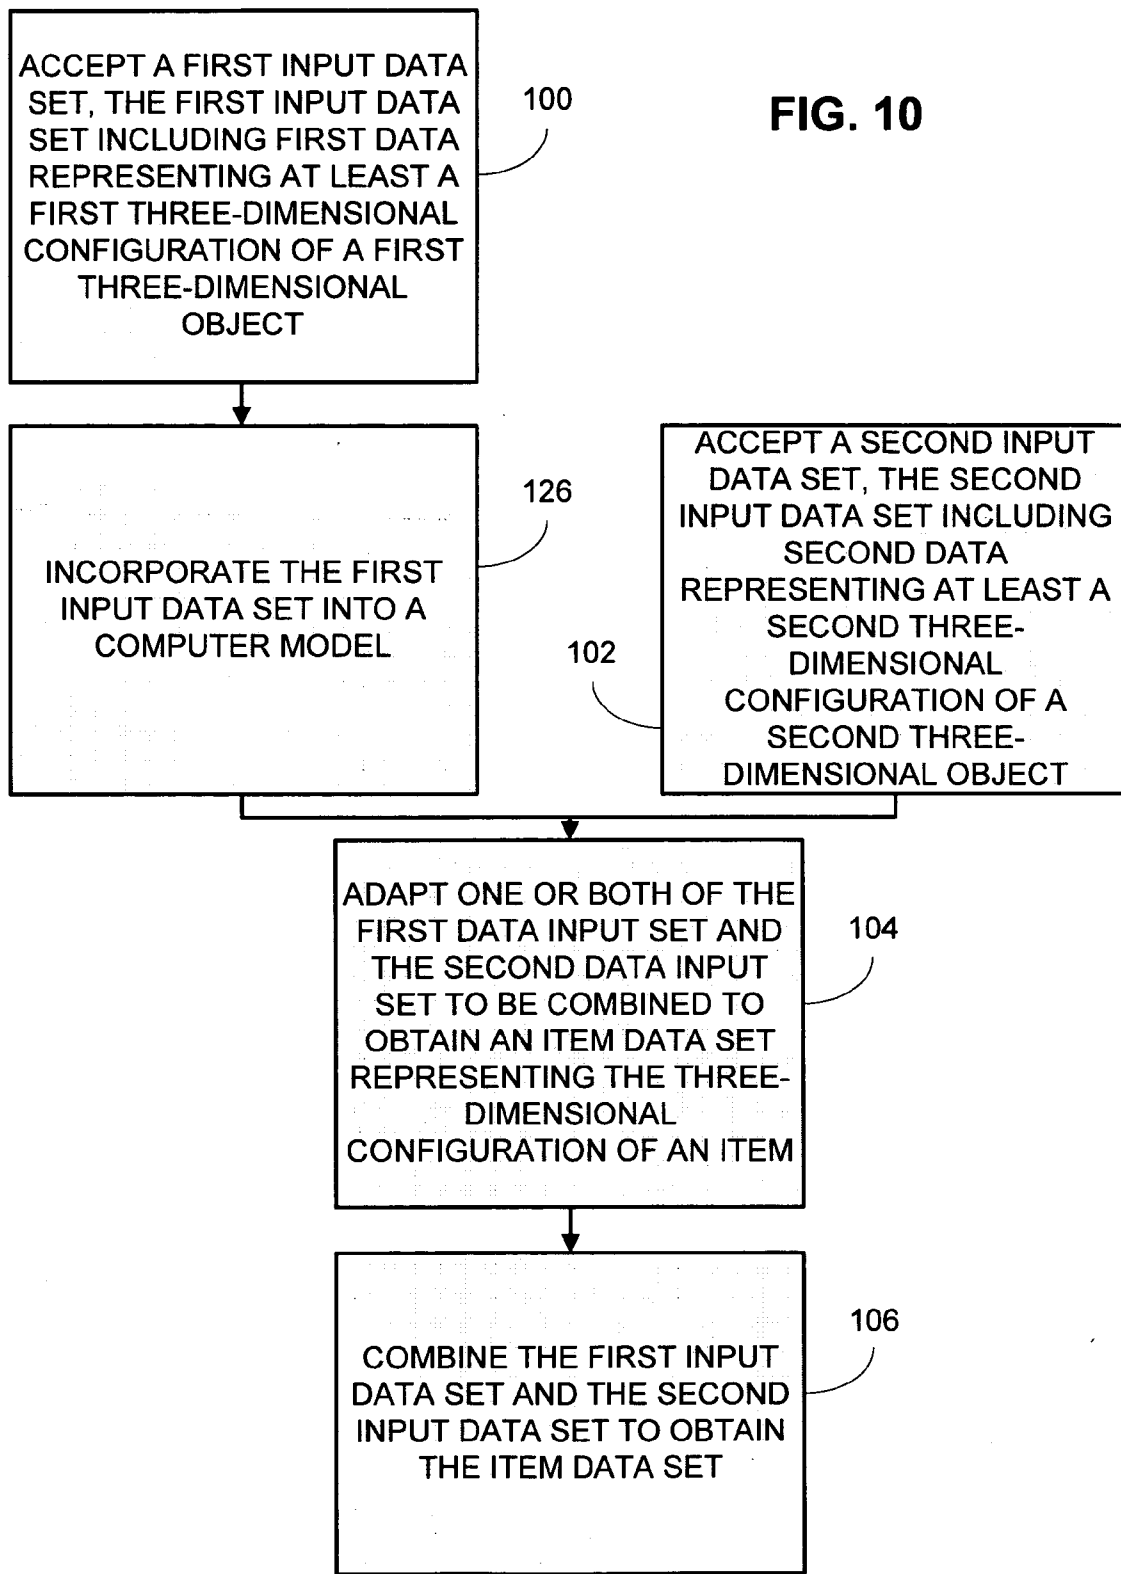 ACCEPT A FIRST INPUT DATA
SET, THE FIRST INPUT DATA
SET INCLUDING FIRST DATA
REPRESENTING AT LEAST A
FIRST THREE-DIMENSIONAL
CONFIGURATION OF A FIRST
THREE-DIMENSIONAL
OBJECT
100
FIG. 10
INCORPORATE THE FIRST
INPUT DATA SET INTO A
COMPUTER MODEL
126
ACCEPT A SECOND INPUT
DATA SET, THE SECOND
INPUT DATA SET INCLUDING
SECOND DATA
REPRESENTING AT LEAST A
SECOND THREE-
DIMENSIONAL
CONFIGURATION OF A
SECOND THREE-
DIMENSIONAL OBJECT
102
ADAPT ONE OR BOTH OF THE
FIRST DATA INPUT SET AND
THE SECOND DATA INPUT
SET TO BE COMBINED TO
OBTAIN AN ITEM DATA SET
REPRESENTING THE THREE-
DIMENSIONAL
CONFIGURATION OF AN ITEM
104
COMBINE THE FIRST INPUT
DATA SET AND THE SECOND
INPUT DATA SET TO OBTAIN
THE ITEM DATA SET
106